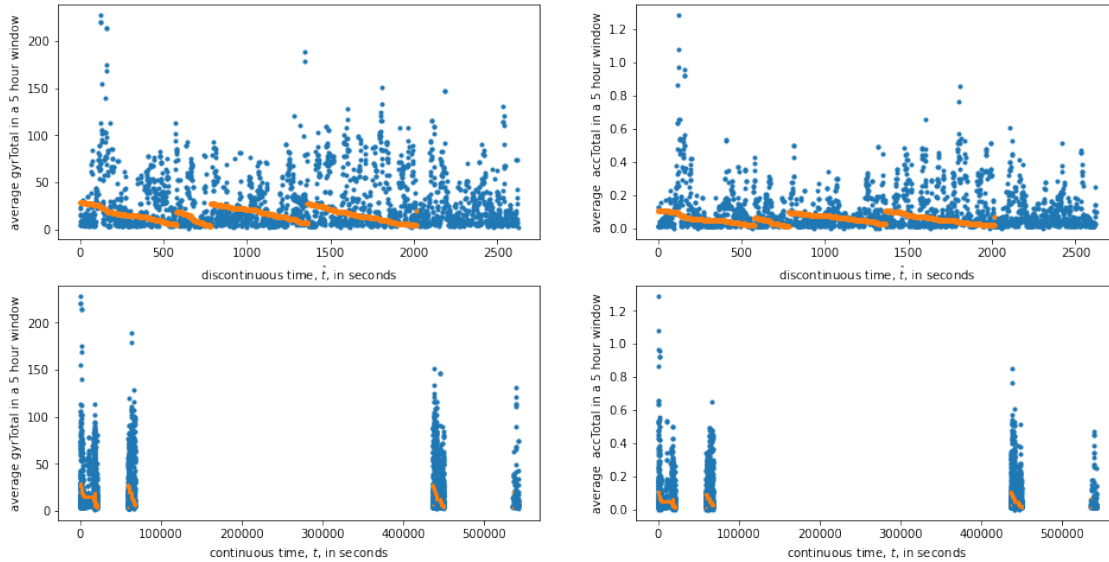 average gyrTotal in a 5 hour window
200
150
100
50
0
0 500 1000 1500 2000 2500
discontinuous time, t̂, in seconds
average accTotal in a 5 hour window
1.2
1.0
0.8
0.6
0.4
0.2
0.0
0 500 1000 1500 2000 2500
discontinuous time, t̂, in seconds
average gyrTotal in a 5 hour window
200
150
100
50
0
0 100000 200000 300000 400000 500000
continuous time, t, in seconds
average accTotal in a 5 hour window
1.2
1.0
0.8
0.6
0.4
0.2
0.0
0 100000 200000 300000 400000 500000
continuous time, t, in seconds